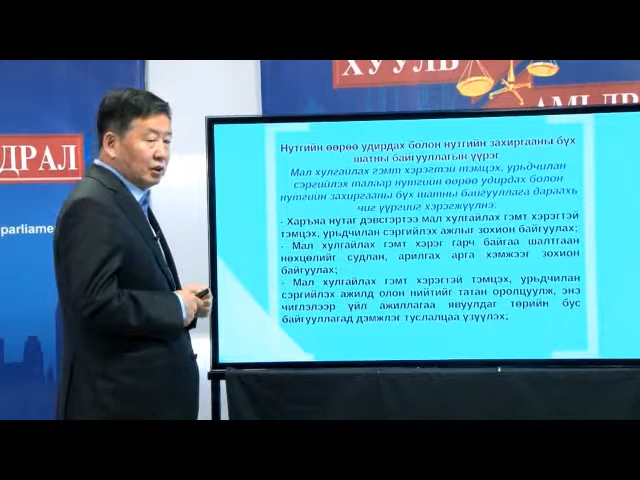 ХУУЛЬ
АМЬДРАЛ
ДРАЛ
parliame
Нутгийн өөрөө удирдах болон нутгийн захиргааны бүх
шатны байгууллагын үүрэг
Мал хулгайлах гэмт хэрэгтэй тэмцэх, урьдчилан
сэргийлэх талаар нутгийн өөрөө удирдах болон
нутгийн захиргааны бүх шатны байгууллага дараахь
чиг үүргийг хэрэгжүүлнэ.
- Харъяа нутаг дэвсгэртээ мал хулгайлах гэмт хэрэгтэй
тэмцэх, урьдчилан сэргийлэх ажлыг зохион байгуулах;
- Мал хулгайлах гэмт хэрэг гарч байгаа шалтгаан
нөхцөлийг судлан, арилгах арга хэмжээг зохион
байгуулах;
- Мал хулгайлах гэмт хэрэгтэй тэмцэх, урьдчилан
сэргийлэх ажилд олон нийтийг татан оролцуулж, энэ
чиглэлээр үйл ажиллагаа явуулдаг төрийн бус
байгууллагад дэмжлэг туслалцаа үзүүлэх;